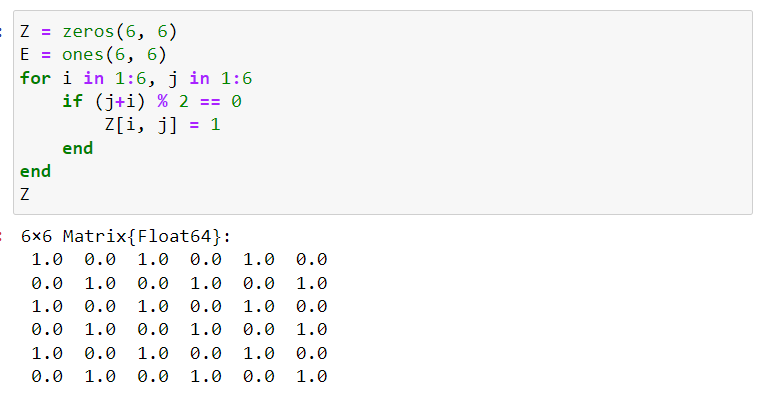 Z = zeros(6, 6)
E = ones(6, 6)
for i in 1:6, j in 1:6
    if (j+i) % 2 == 0
        Z[i, j] = 1
    end
end
Z
6×6 Matrix{Float64}:
 1.0  0.0  1.0  0.0  1.0  0.0
 0.0  1.0  0.0  1.0  0.0  1.0
 1.0  0.0  1.0  0.0  1.0  0.0
 0.0  1.0  0.0  1.0  0.0  1.0
 1.0  0.0  1.0  0.0  1.0  0.0
 0.0  1.0  0.0  1.0  0.0  1.0